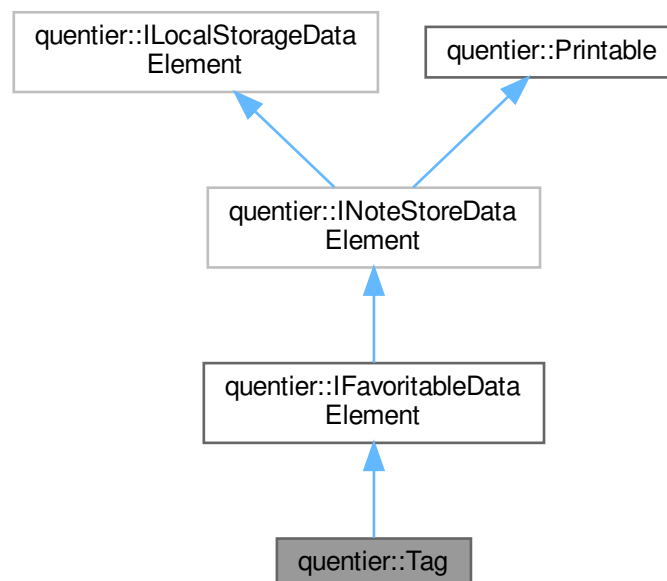 quentier::ILocalStorageData
Element
quentier::Printable
quentier::INoteStoreData
Element
quentier::IFavoritableData
Element
quentier::Tag